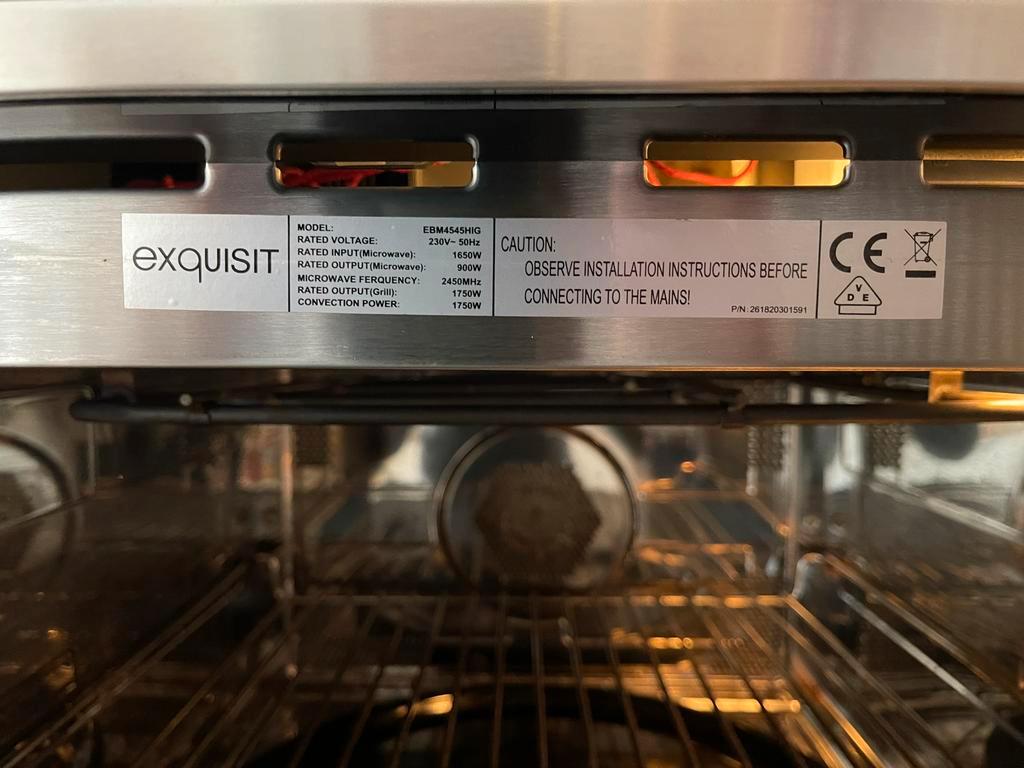 exquisit
MODEL: EBM4545HIG
RATED VOLTAGE: 230V~ 50Hz
RATED INPUT(Microwave): 1650W
RATED OUTPUT(Microwave): 900W
MICROWAVE FERQUENCY: 2450MHz
RATED OUTPUT(Grill): 1750W
CONVECTION POWER: 1750W
CAUTION:
OBSERVE INSTALLATION INSTRUCTIONS BEFORE
CONNECTING TO THE MAINS!
P/N: 261820301591
CE
V
D E